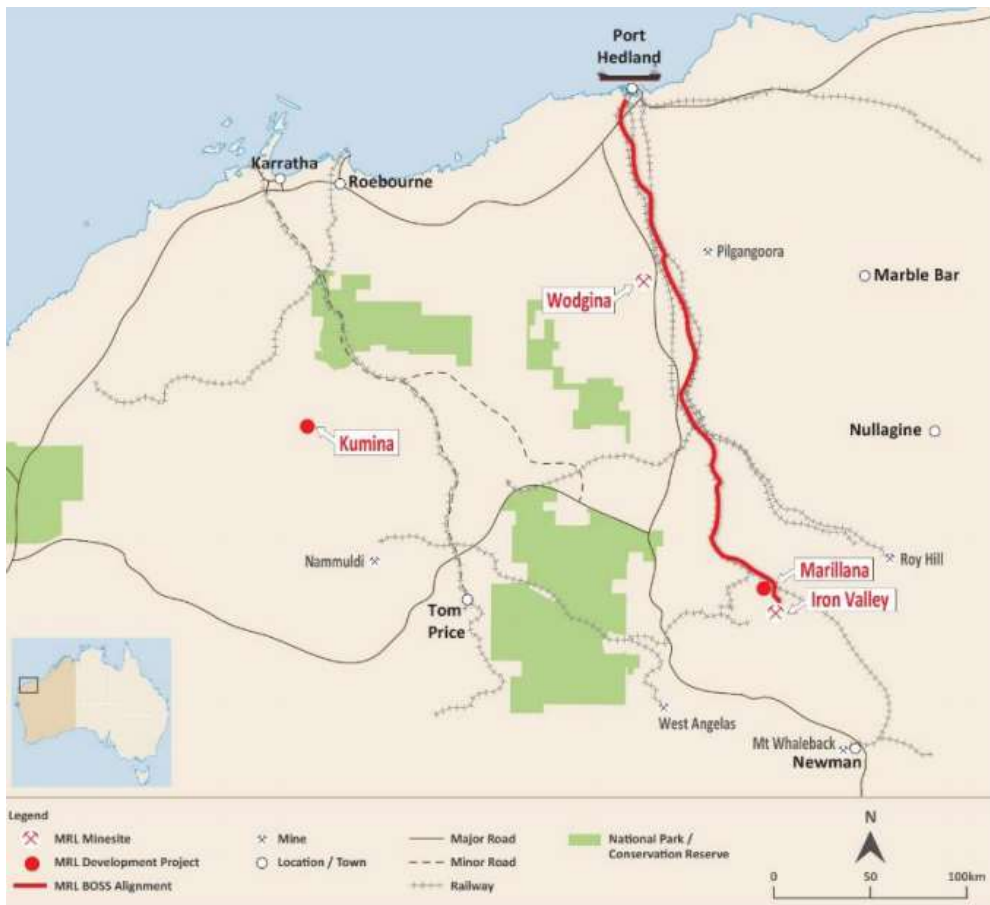 Port
Hedland
Karratha
Roebourne
Pilgangoora
Marble Bar
Wodgina
Kumina
Nullagine
Nammuldi
Roy Hill
Marillana
Iron Valley
Tom
Price
West Angelas
Mt Whaleback
Newman
Legend
MRL Minesite
MRL Development Project
MRL BOSS Alignment
Mine
Location / Town
Major Road
Minor Road
Railway
National Park /
Conservation Reserve
N
0 50 100km